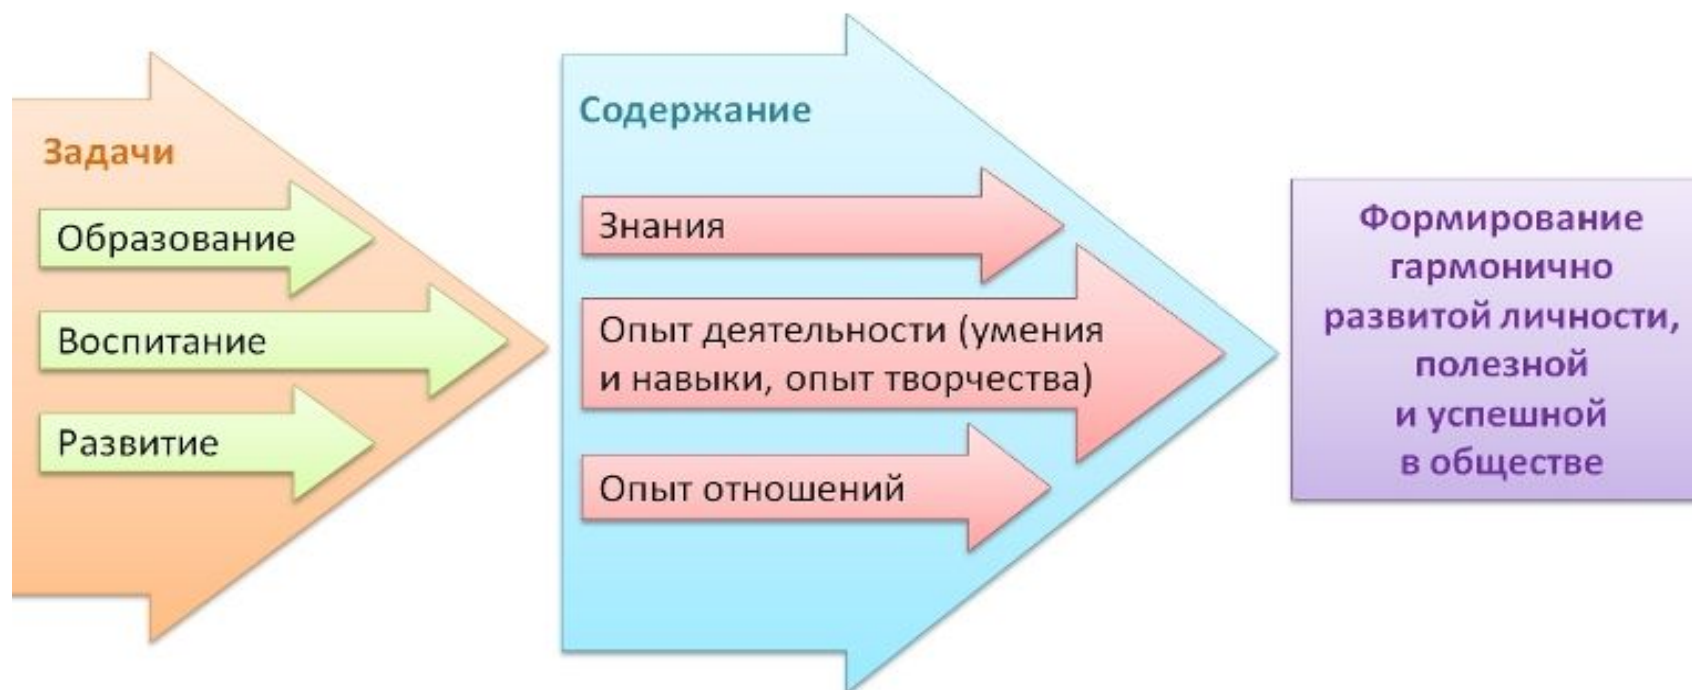 Задачи
Образование
Воспитание
Развитие
Содержание
Знания
Опыт деятельности (умения
и навыки, опыт творчества)
Опыт отношений
Формирование
гармонично
развитой личности,
полезной
и успешной
в обществе